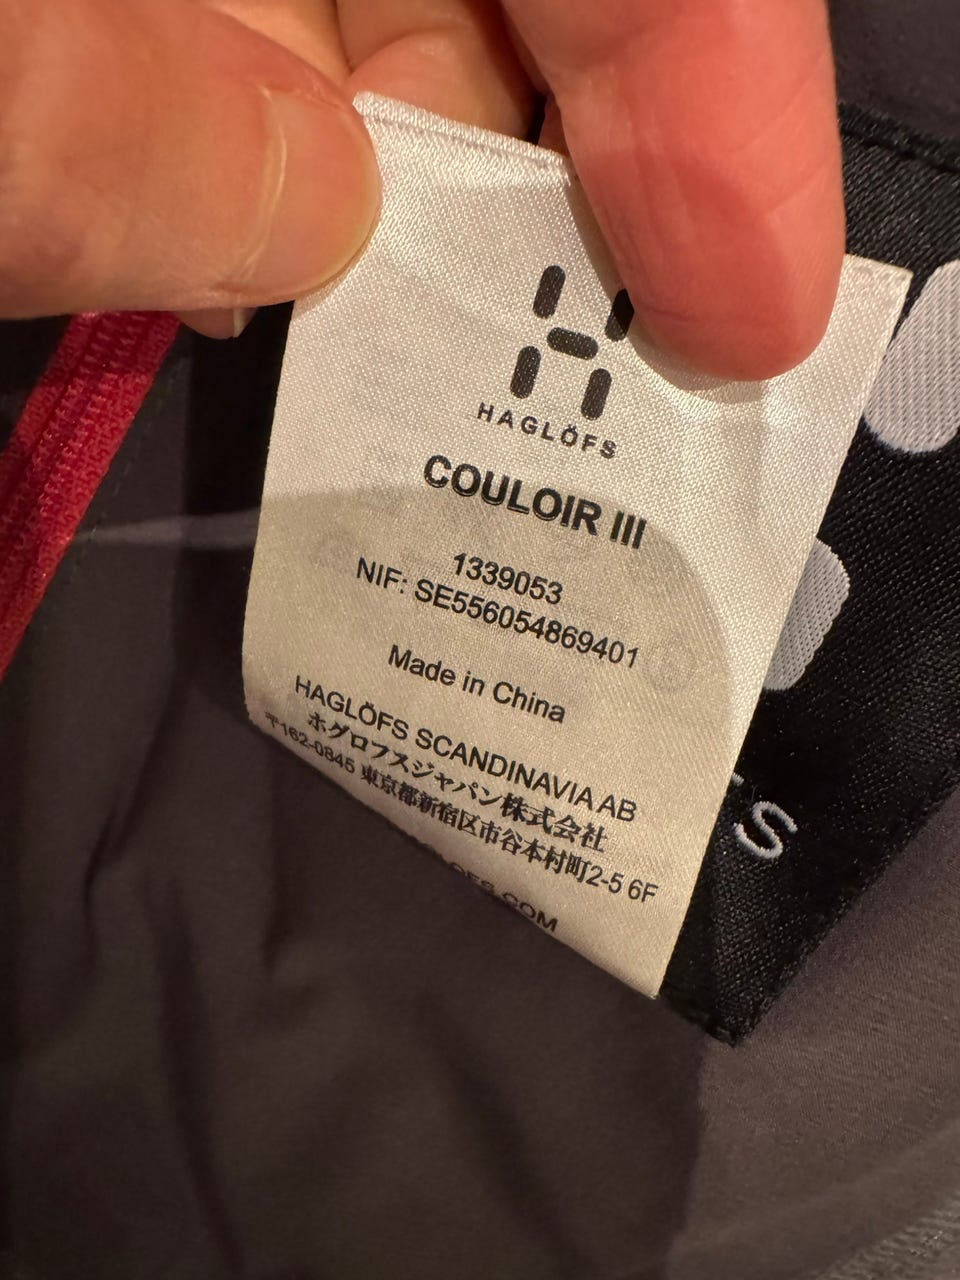 HAGLÖFS
COULOIR III
1339053
NIF: SE556054869401
Made in China
HAGLÖFS SCANDINAVIA AB
ホグロフスジャパン株式会社
〒162-0845 東京都新宿区市谷本村町2-5 6F